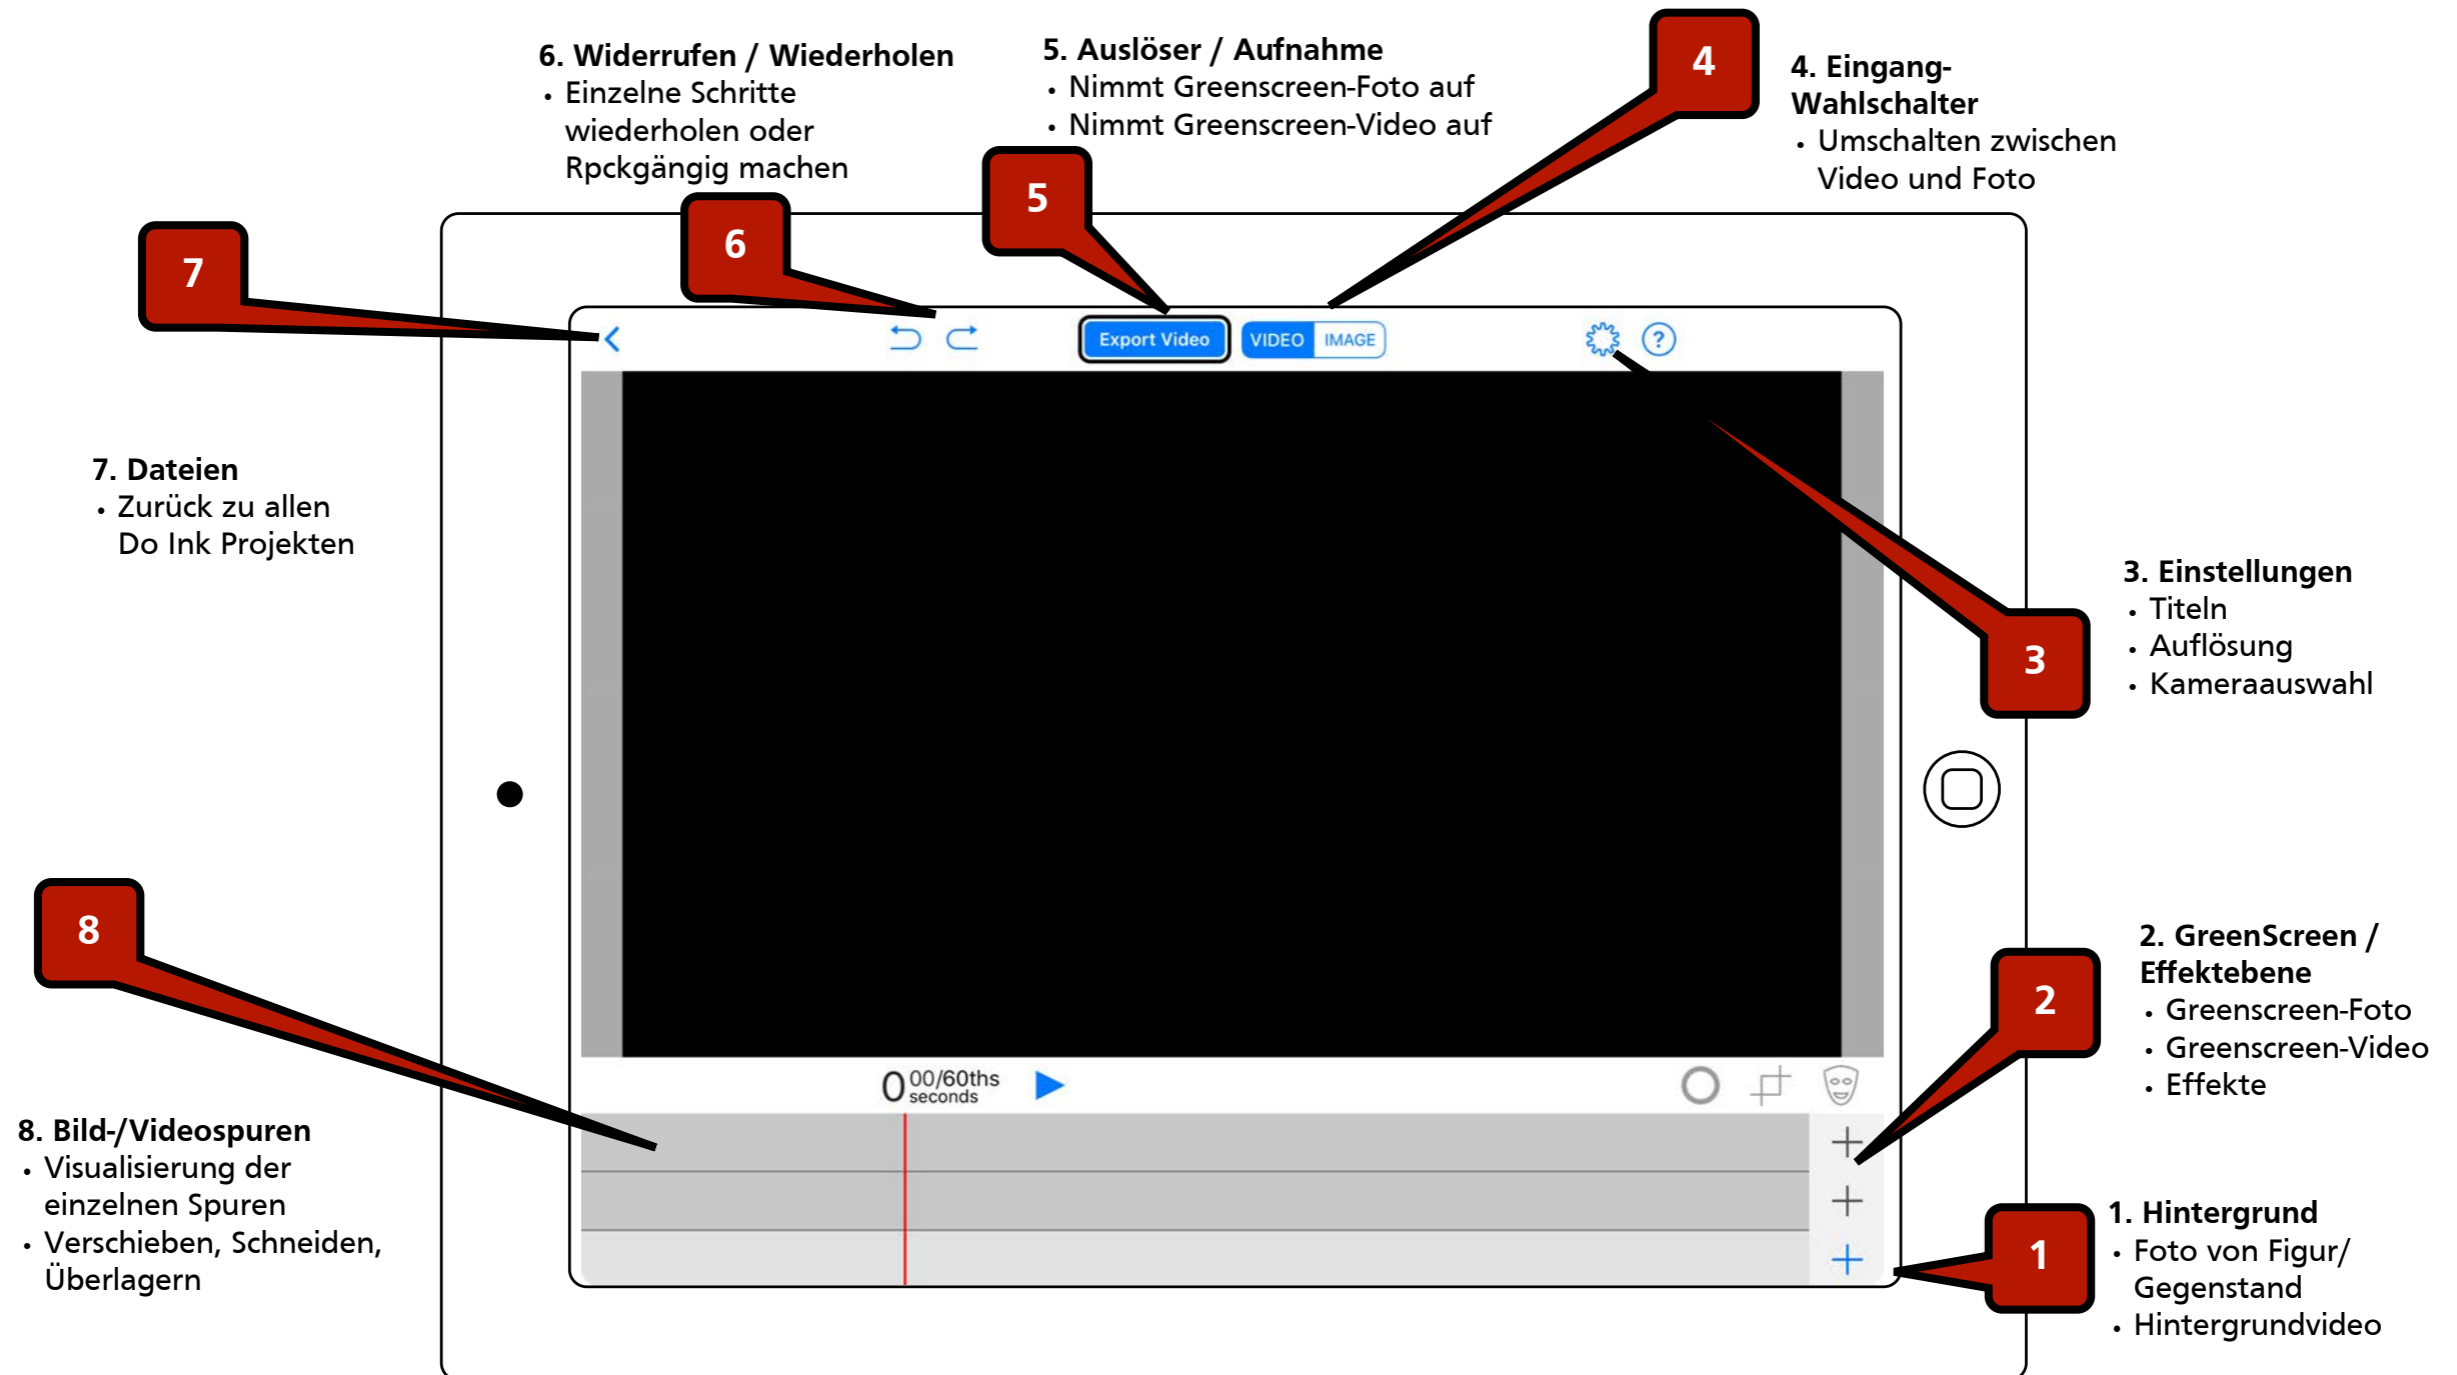 6. Widerrufen / Wiederholen
• Einzelne Schritte
wiederholen oder
Rpckgängig machen
5. Auslöser / Aufnahme
• Nimmt Greenscreen-Foto auf
• Nimmt Greenscreen-Video auf
4
4. Eingang-
Wahlschalter
• Umschalten zwischen
Video und Foto
5
6
7
Export Video
VIDEO IMAGE
?
7. Dateien
• Zurück zu allen
Do Ink Projekten
3. Einstellungen
• Titeln
• Auflösung
• Kameraauswahl
3
8
2. GreenScreen /
Effektebene
• Greenscreen-Foto
• Greenscreen-Video
• Effekte
2
0 00/60ths
seconds
8. Bild-/Videospuren
• Visualisierung der
einzelnen Spuren
• Verschieben, Schneiden,
Überlagern
1. Hintergrund
• Foto von Figur/
Gegenstand
• Hintergrundvideo
1